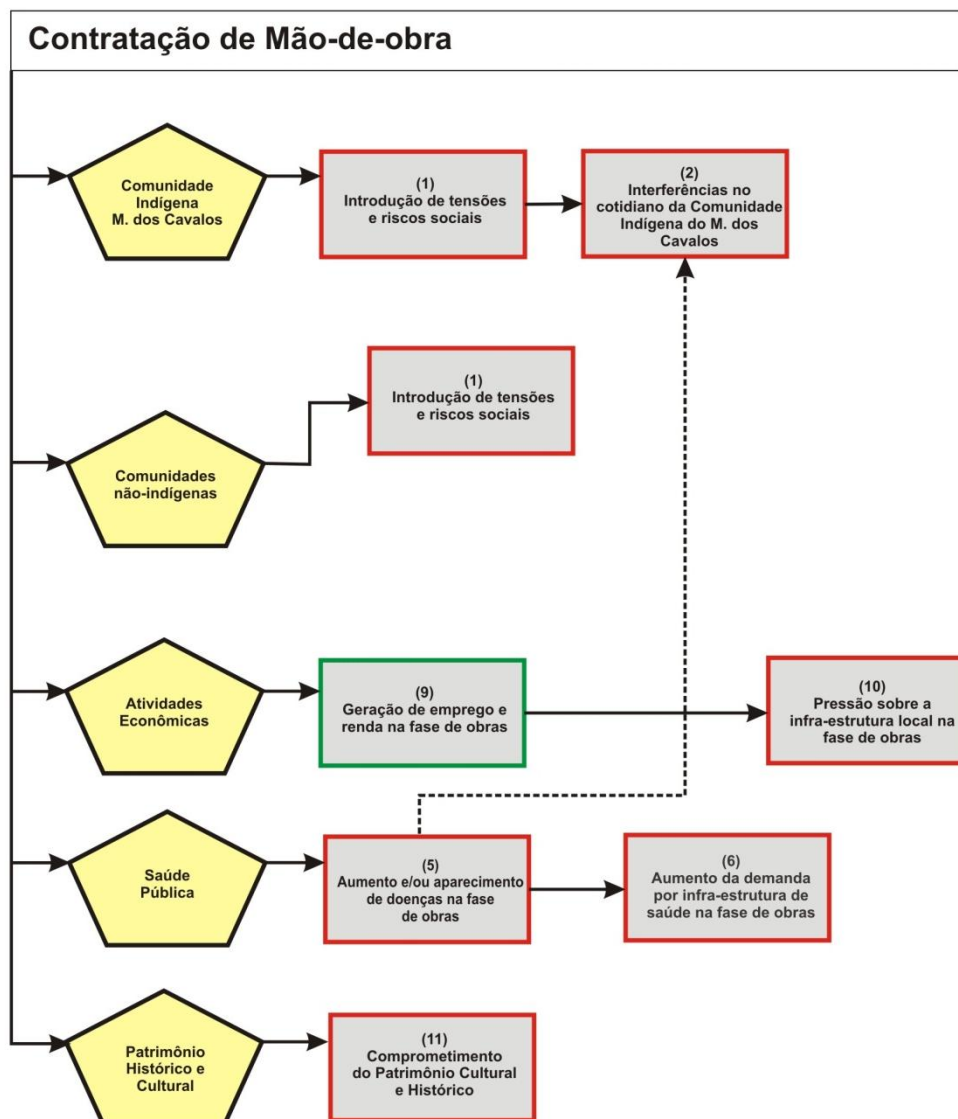 Contratação de Mão-de-obra
Comunidade
Indígena
M. dos Cavalos
(1)
Introdução de tensões
e riscos sociais
(2)
Interferências no
cotidiano da Comunidade
Indígena do M. dos
Cavalos
Comunidades
não-indígenas
(1)
Introdução de tensões
e riscos sociais
Atividades
Econômicas
(9)
Geração de emprego e
renda na fase de obras
(10)
Pressão sobre a
infra-estrutura local na
fase de obras
Saúde
Pública
(5)
Aumento e/ou aparecimento
de doenças na fase
de obras
(6)
Aumento da demanda
por infra-estrutura de
saúde na fase de obras
Patrimônio
Histórico e
Cultural
(11)
Comprometimento
do Patrimônio Cultural
e Histórico